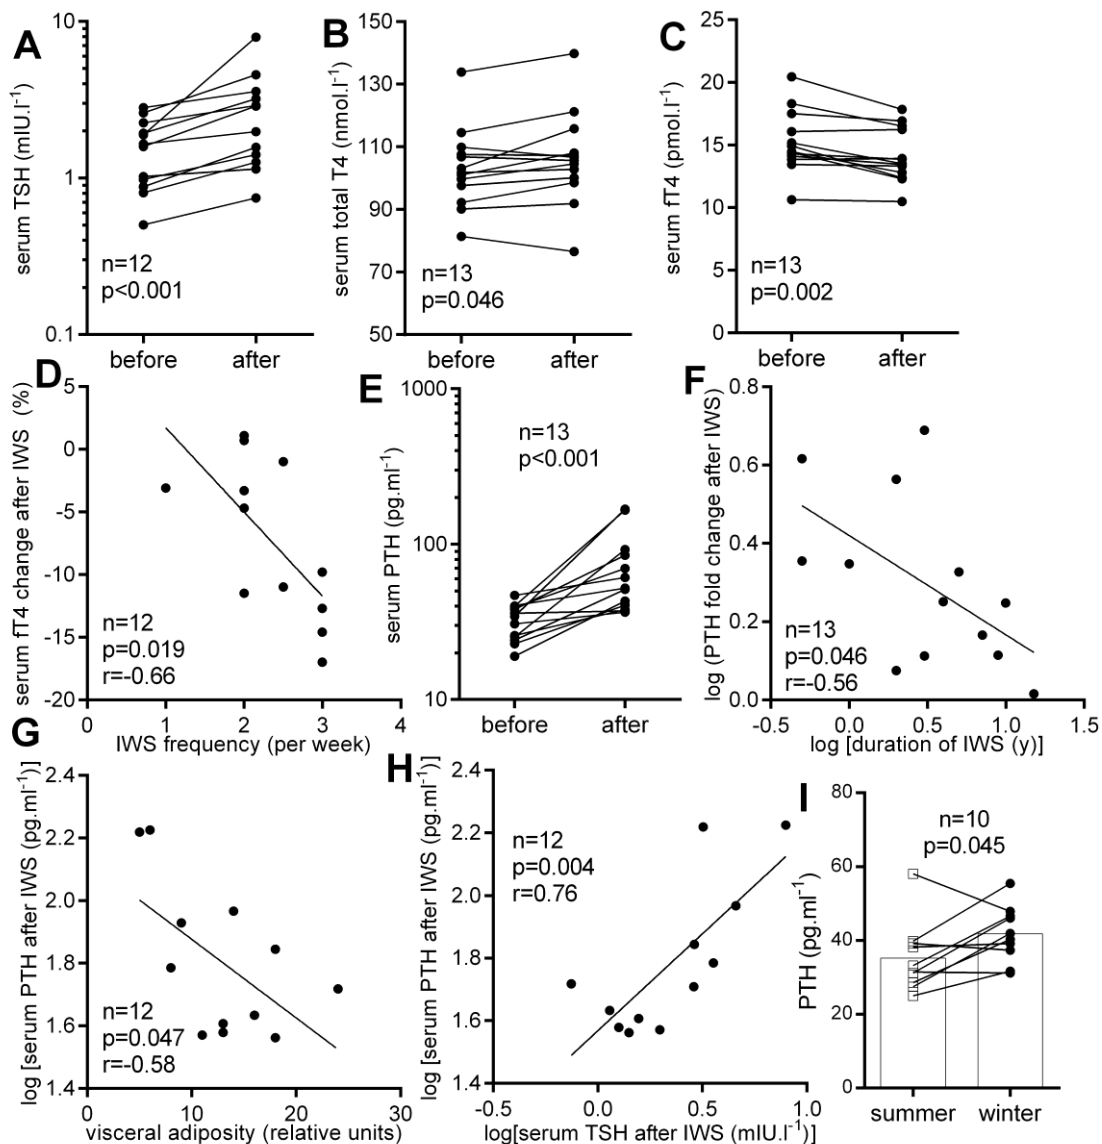 A
serum TSH (mIU.l⁻¹)
10
1
0.1
n=12
p<0.001
before after
B
serum total T4 (nmol.l⁻¹)
150
130
110
90
70
50
n=13
p=0.046
before after
C
serum fT4 (pmol.l⁻¹)
25
20
15
10
5
0
n=13
p=0.002
before after
D
serum fT4 change after IWS (%)
5
0
-5
-10
-15
-20
n=12
p=0.019
r=-0.66
0 1 2 3 4
IWS frequency (per week)
E
serum PTH (pg.ml⁻¹)
1000
100
10
n=13
p<0.001
before after
F
log (PTH fold change after IWS)
0.8
0.6
0.4
0.2
0.0
n=13
p=0.046
r=-0.56
-0.5 0.0 0.5 1.0 1.5
log [duration of IWS (y)]
G
log [serum PTH after IWS (pg.ml⁻¹)]
2.4
2.2
2.0
1.8
1.6
1.4
n=12
p=0.047
r=-0.58
0 10 20 30
visceral adiposity (relative units)
H
log [serum PTH after IWS (pg.ml⁻¹)]
2.4
2.2
2.0
1.8
1.6
1.4
n=12
p=0.004
r=0.76
-0.5 0.0 0.5 1.0
log[serum TSH after IWS (mIU.l⁻¹)]
I
PTH (pg.ml⁻¹)
80
60
40
20
0
n=10
p=0.045
summer winter